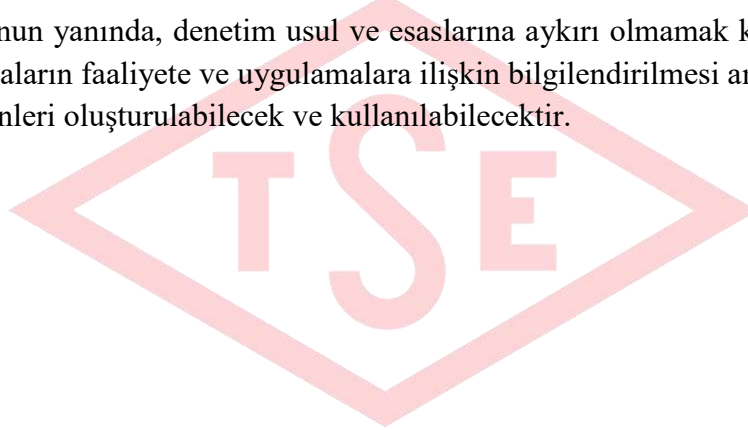 nun yanında, denetim usul ve esaslarına aykırı olmamak k
aların faaliyete ve uygulamalara ilişkin bilgilendirilmesi a
nleri oluşturulabilecek ve kullanılabilecektir.
TSE